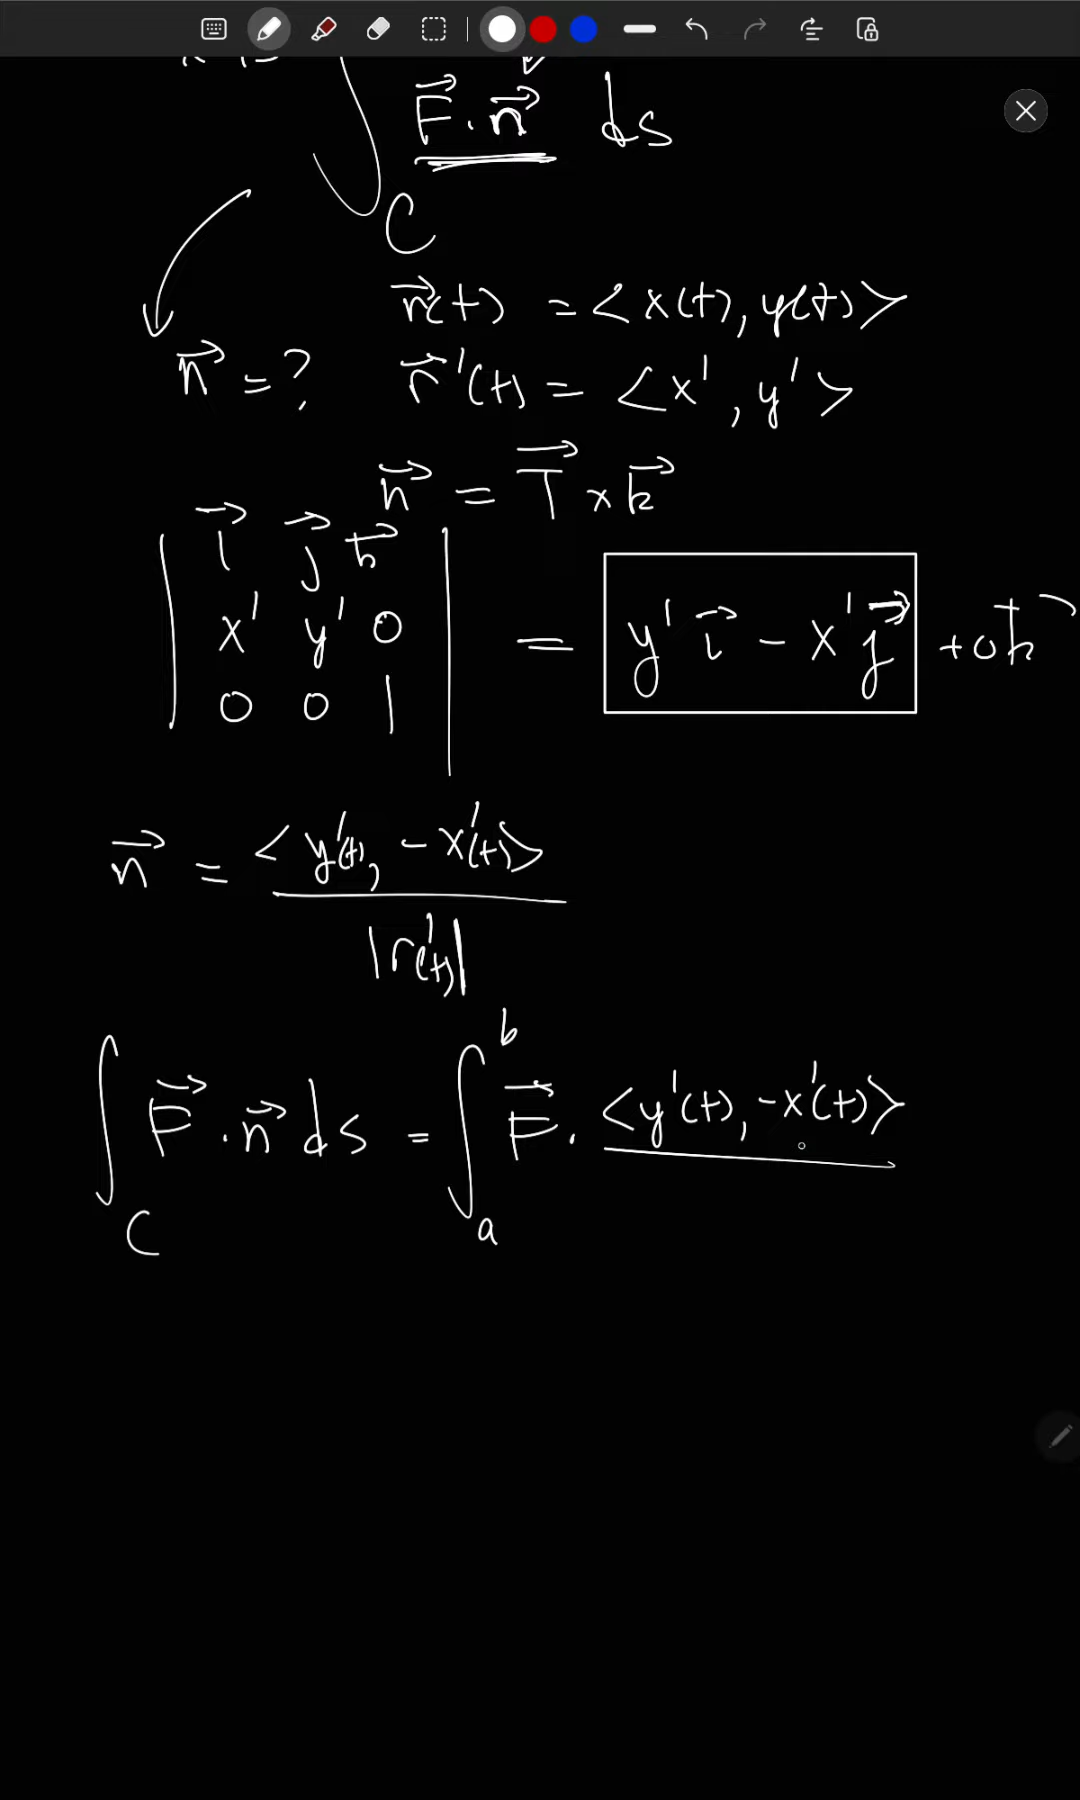 ∫_C F⃗ · n⃗ ds
r⃗(t) = <x(t), y(t)>
n⃗ = ? r⃗'(t) = <x', y'>
n⃗ = T⃗ × k⃗
| i⃗ j⃗ k⃗ |
| x' y' 0 | = y' i⃗ − x' j⃗ + 0k⃗
| 0 0 1 |
n⃗ = <y'(t), −x'(t)>
|r'(t)|
∫_C F⃗ · n⃗ ds = ∫_a^b F⃗ · <y'(t), −x'(t)>